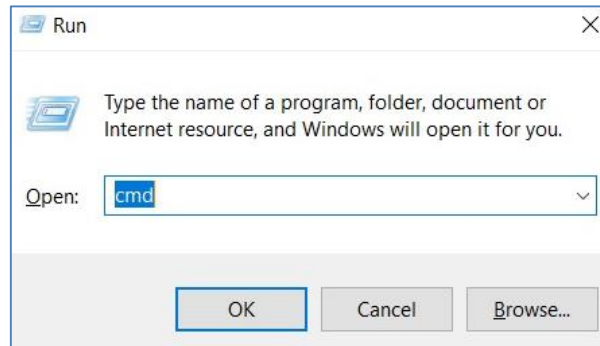 Run
Type the name of a program, folder, document or
Internet resource, and Windows will open it for you.
Open: cmd
OK Cancel Browse...